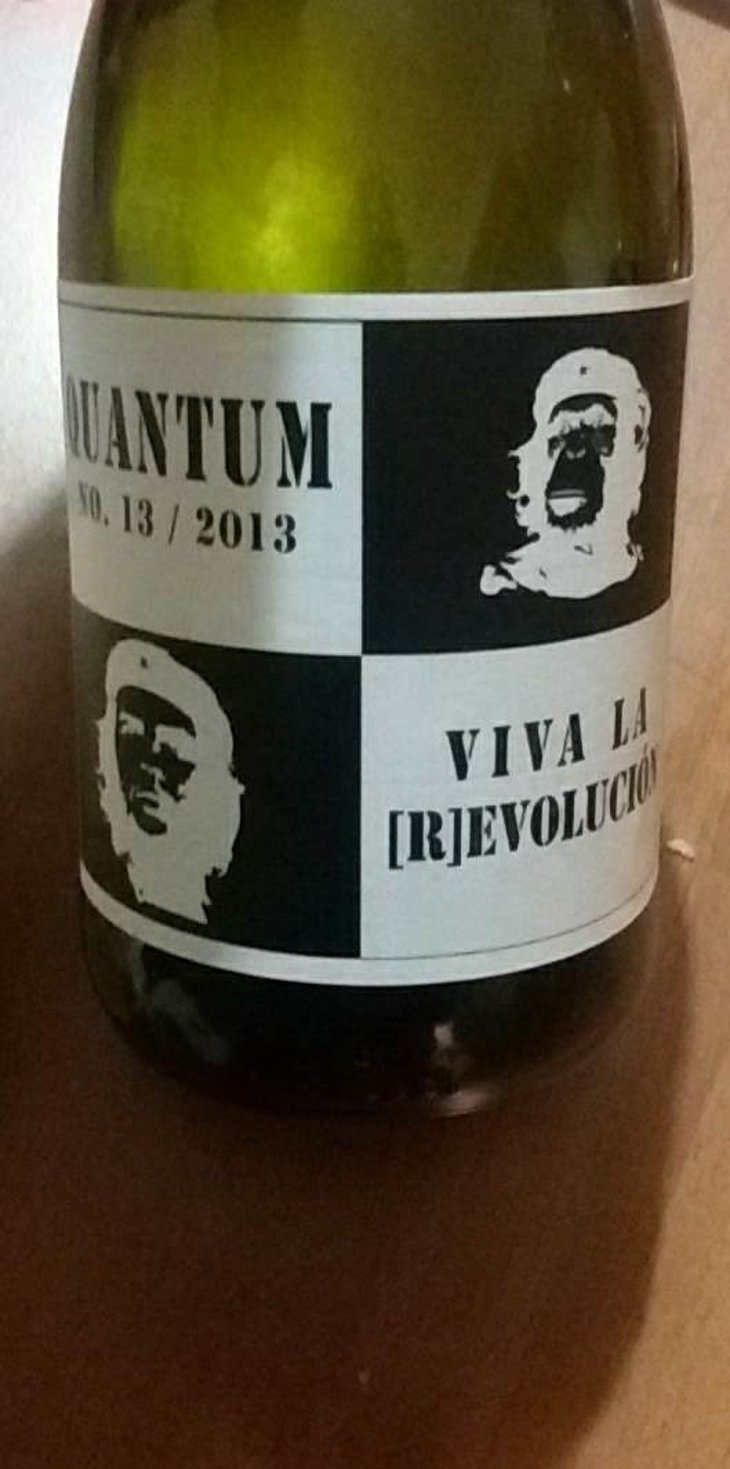 QUANTUM
NO. 13 / 2013
VIVA LA
[R]EVOLUCIÓN